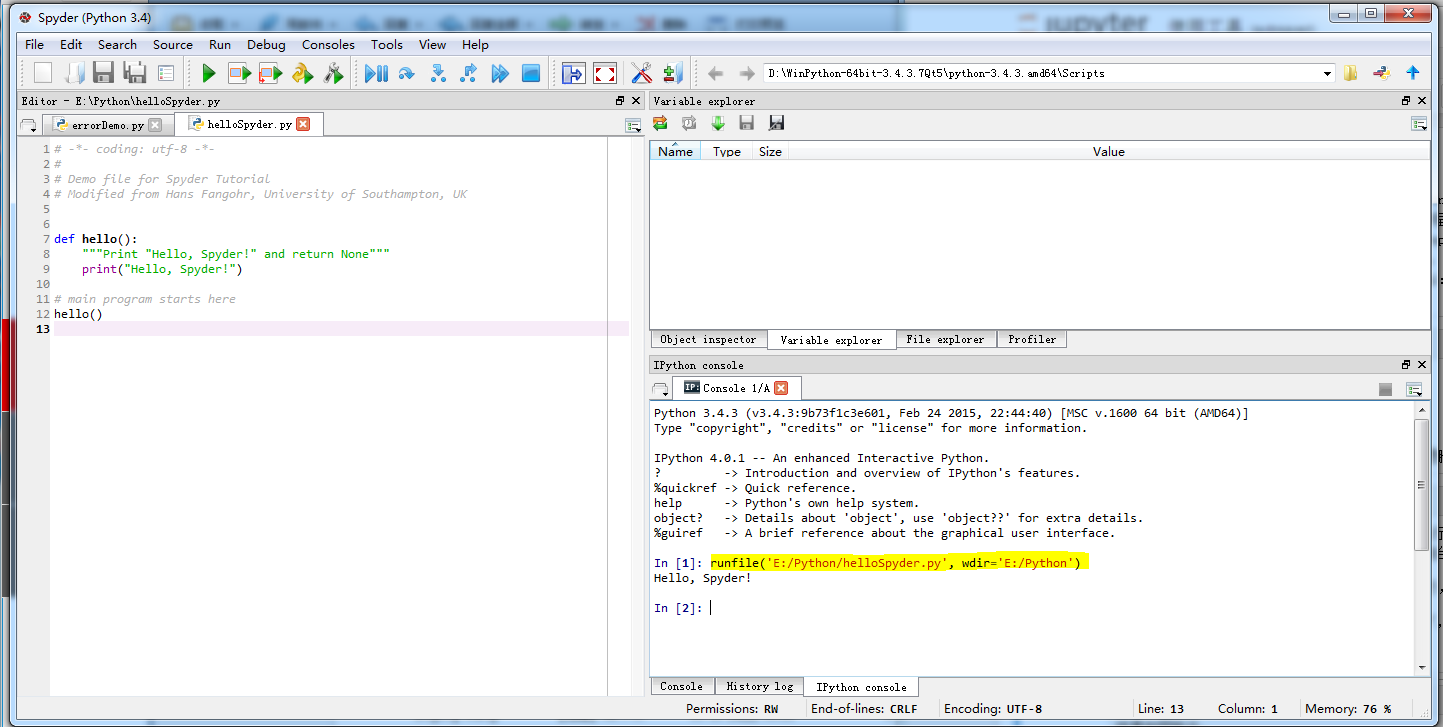 Spyder (Python 3.4)
File Edit Search Source Run Debug Consoles Tools View Help
D:\WinPython-64bit-3.4.3.7Qt5\python-3.4.3.amd64\Scripts
Editor - E:\Python\helloSpyder.py
errorDemo.py helloSpyder.py
1 # -*- coding: utf-8 -*-
2 #
3 # Demo file for Spyder Tutorial
4 # Modified from Hans Fangohr, University of Southampton, UK
5
6
7 def hello():
8 """Print "Hello, Spyder!" and return None"""
9 print("Hello, Spyder!")
10
11 # main program starts here
12 hello()
13
Variable explorer
Name Type Size Value
Object inspector Variable explorer File explorer Profiler
IPython console
IP: Console 1/A
Python 3.4.3 (v3.4.3:9b73f1c3e601, Feb 24 2015, 22:44:40) [MSC v.1600 64 bit (AMD64)]
Type "copyright", "credits" or "license" for more information.
IPython 4.0.1 -- An enhanced Interactive Python.
? -> Introduction and overview of IPython's features.
%quickref -> Quick reference.
help -> Python's own help system.
object? -> Details about 'object', use 'object??' for extra details.
%guiref -> A brief reference about the graphical user interface.
In [1]: runfile('E:/Python/helloSpyder.py', wdir='E:/Python')
Hello, Spyder!
In [2]:
Console History log IPython console
Permissions: RW End-of-lines: CRLF Encoding: UTF-8 Line: 13 Column: 1 Memory: 76 %